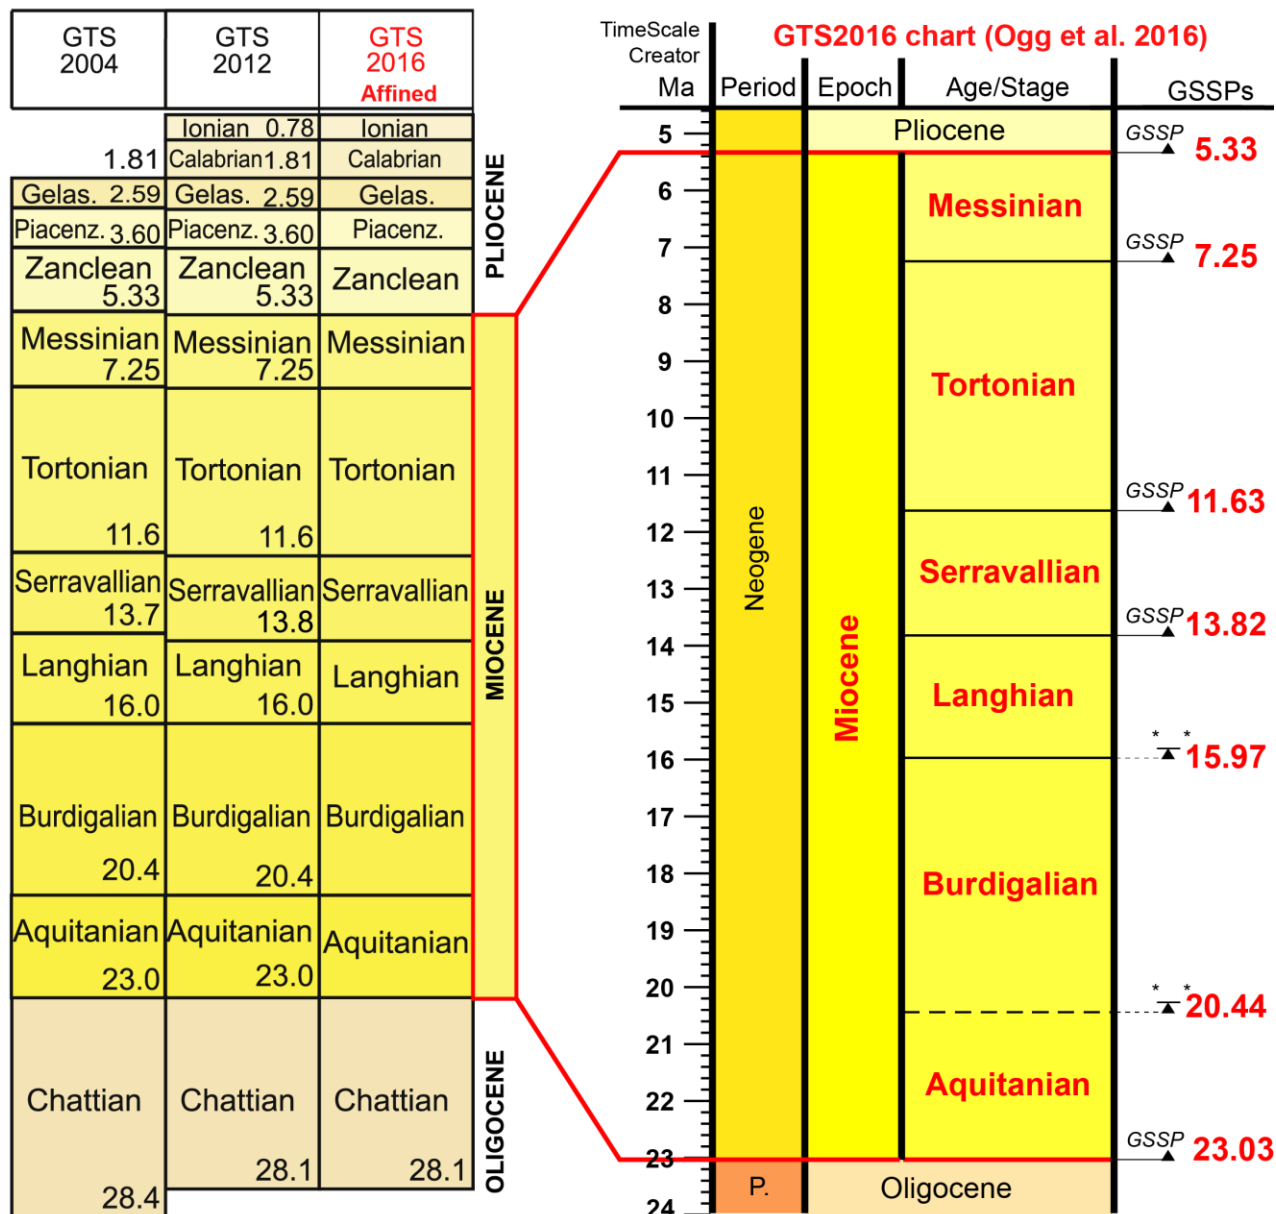 GTS
2004
GTS
2012
GTS
2016
Affined
Ionian 0.78
Ionian
1.81
Calabrian 1.81
Calabrian
Gelas. 2.59
Gelas. 2.59
Gelas.
Piacenz. 3.60
Piacenz. 3.60
Piacenz.
Zanclean
5.33
Zanclean
5.33
Zanclean
Messinian
7.25
Messinian
7.25
Messinian
Tortonian
11.6
Tortonian
11.6
Tortonian
Serravallian
13.7
Serravallian
13.8
Serravallian
Langhian
16.0
Langhian
16.0
Langhian
Burdigalian
20.4
Burdigalian
20.4
Burdigalian
Aquitanian
23.0
Aquitanian
23.0
Aquitanian
Chattian
28.4
Chattian
28.1
Chattian
28.1
PLIOCENE
MIOCENE
OLIGOCENE
TimeScale
Creator
GTS2016 chart (Ogg et al. 2016)
Ma
Period
Epoch
Age/Stage
GSSPs
5
6
7
8
9
10
11
12
13
14
15
16
17
18
19
20
21
22
23
24
Neogene
P.
Miocene
Pliocene
Messinian
Tortonian
Serravallian
Langhian
Burdigalian
Aquitanian
Oligocene
GSSP 5.33
GSSP 7.25
GSSP 11.63
GSSP 13.82
* * 15.97
* * 20.44
GSSP 23.03